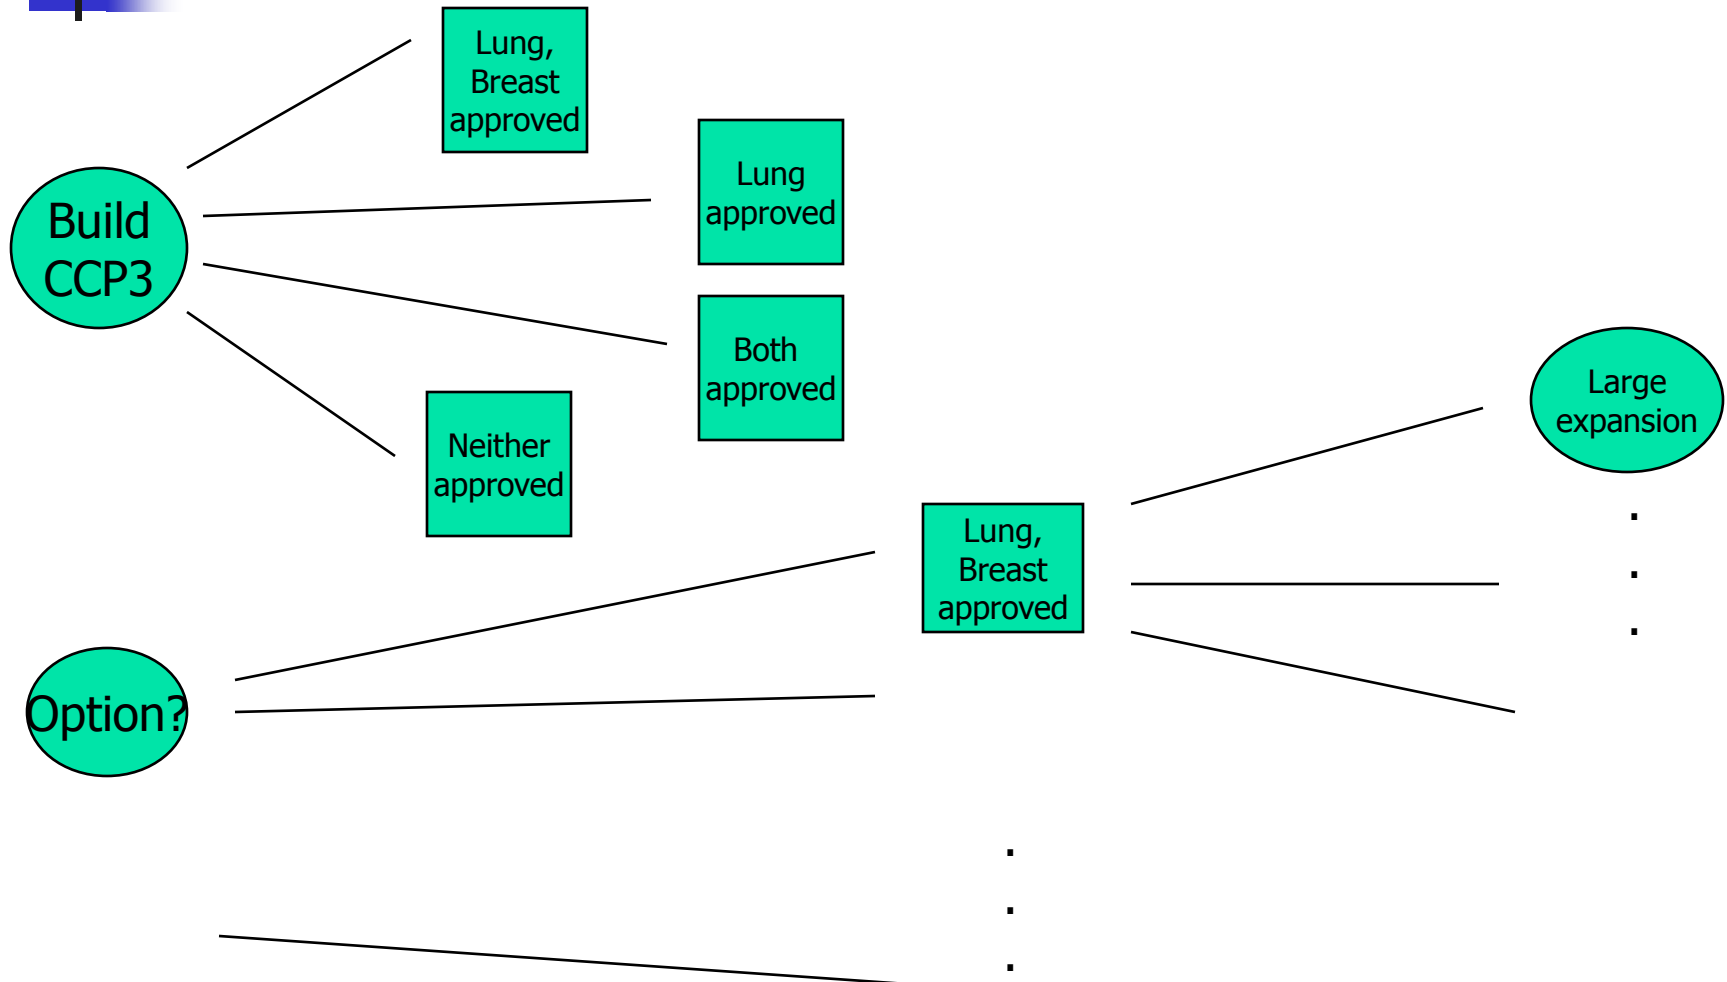 Lung,
Breast
approved
Lung
approved
Build
CCP3
Both
approved
Neither
approved
Large
expansion
.
.
.
Lung,
Breast
approved
Option?
.
.
.